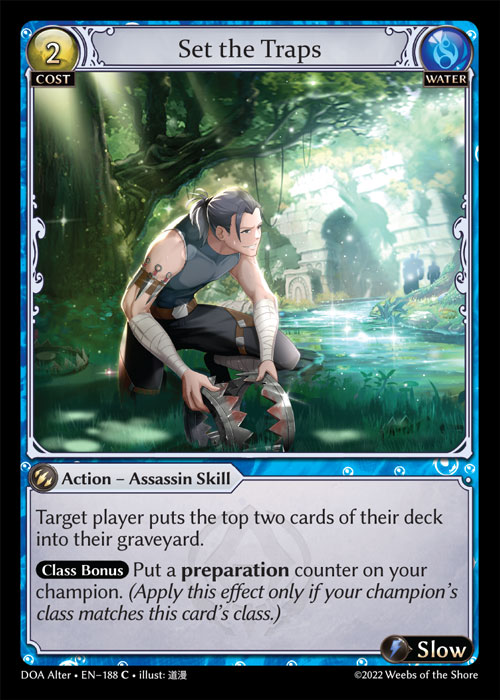 2
Set the Traps
COST
WATER
Action – Assassin Skill
Target player puts the top two cards of their deck
into their graveyard.
Class Bonus Put a preparation counter on your
champion. (Apply this effect only if your champion's
class matches this card's class.)
Slow
DOA Alter • EN-188 C • illust: 道漫
©2022 Weebs of the Shore